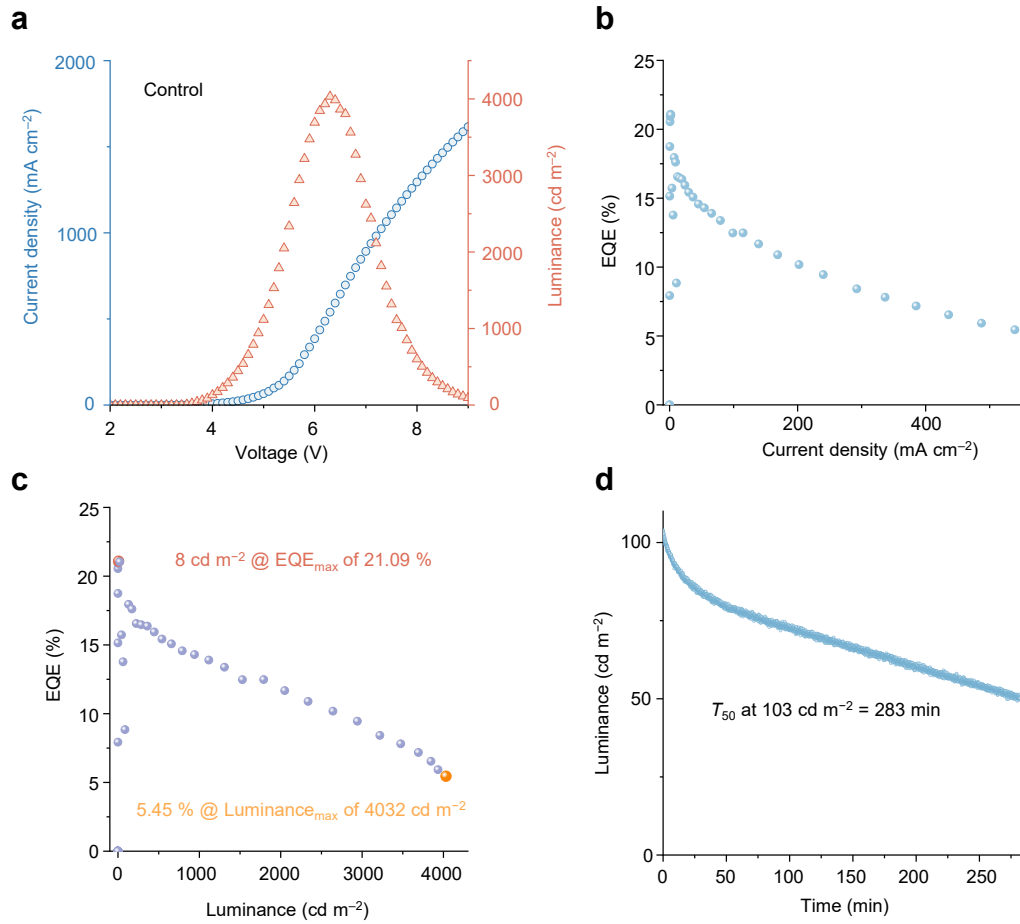 a
Control
Current density (mA cm⁻²)
2000
1000
0
Luminance (cd m⁻²)
4000
3000
2000
1000
0
2 4 6 8
Voltage (V)
b
EQE (%)
25
20
15
10
5
0
0 200 400
Current density (mA cm⁻²)
c
EQE (%)
25
20
15
10
5
0
8 cd m⁻² @ EQEmax of 21.09 %
5.45 % @ Luminancemax of 4032 cd m⁻²
0 1000 2000 3000 4000
Luminance (cd m⁻²)
d
Luminance (cd m⁻²)
100
50
0
T₅₀ at 103 cd m⁻² = 283 min
0 50 100 150 200 250
Time (min)